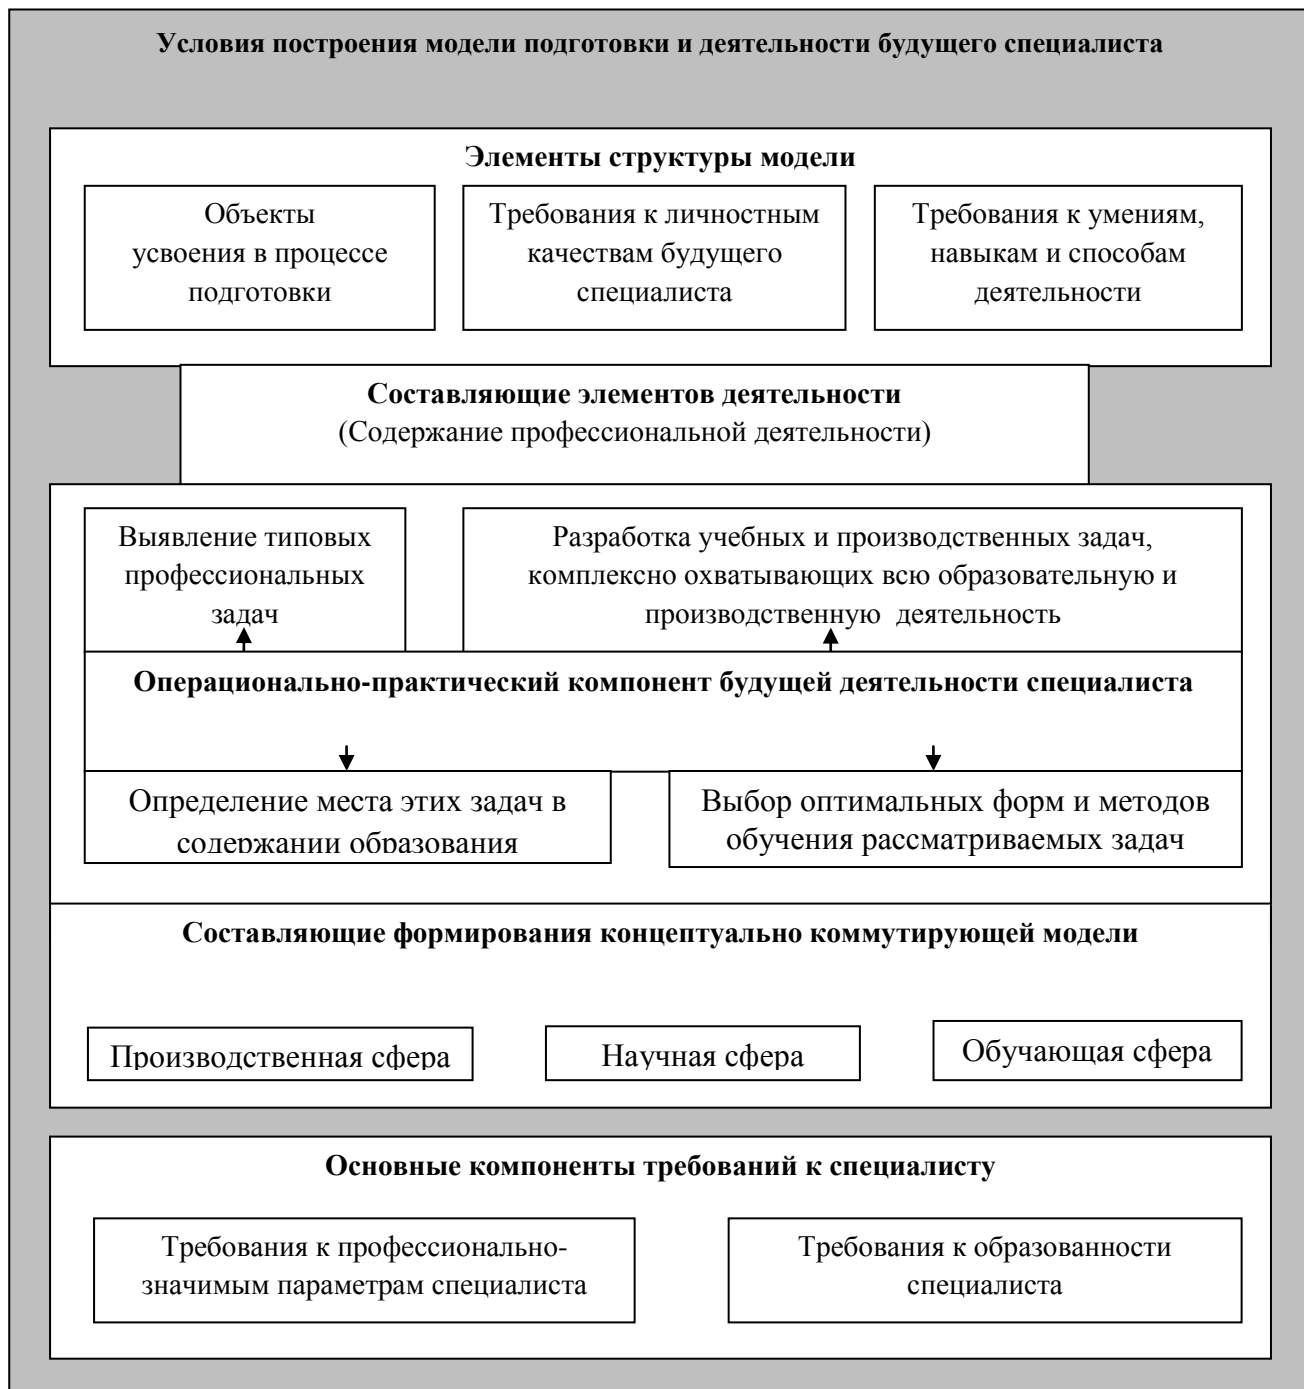 Условия построения модели подготовки и деятельности будущего специалиста
Элементы структуры модели
Объекты
усвоения в процессе
подготовки
Требования к личностным
качествам будущего
специалиста
Требования к умениям,
навыкам и способам
деятельности
Составляющие элементов деятельности
(Содержание профессиональной деятельности)
Выявление типовых
профессиональных
задач
Разработка учебных и производственных задач,
комплексно охватывающих всю образовательную и
производственную деятельность
Операционально-практический компонент будущей деятельности специалиста
Определение места этих задач в
содержании образования
Выбор оптимальных форм и методов
обучения рассматриваемых задач
Составляющие формирования концептуально коммутирующей модели
Производственная сфера
Научная сфера
Обучающая сфера
Основные компоненты требований к специалисту
Требования к профессионально-
значимым параметрам специалиста
Требования к образованности
специалиста